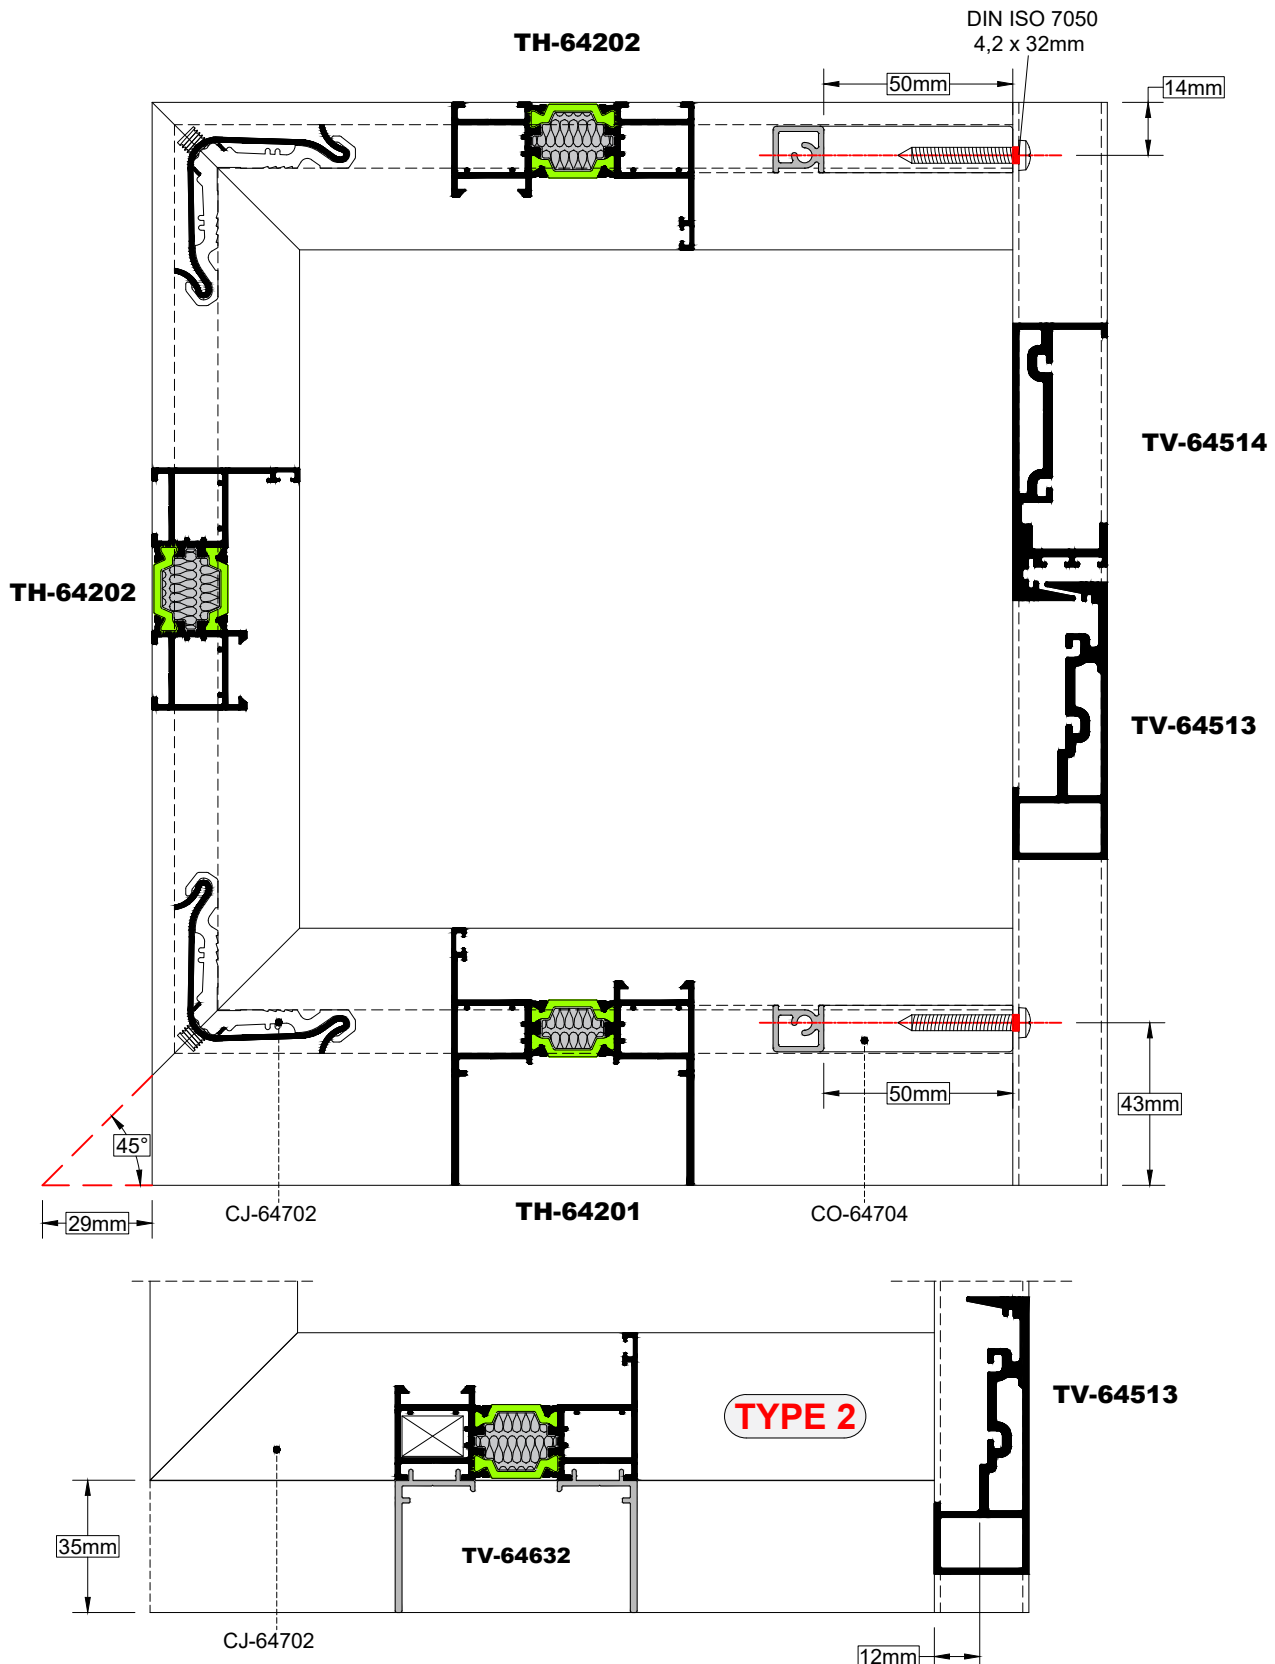 DIN ISO 7050
4,2 x 32mm
TH-64202
50mm
14mm
TV-64514
TH-64202
TV-64513
50mm
43mm
45°
29mm
CJ-64702
TH-64201
CO-64704
TYPE 2
TV-64513
35mm
TV-64632
CJ-64702
12mm